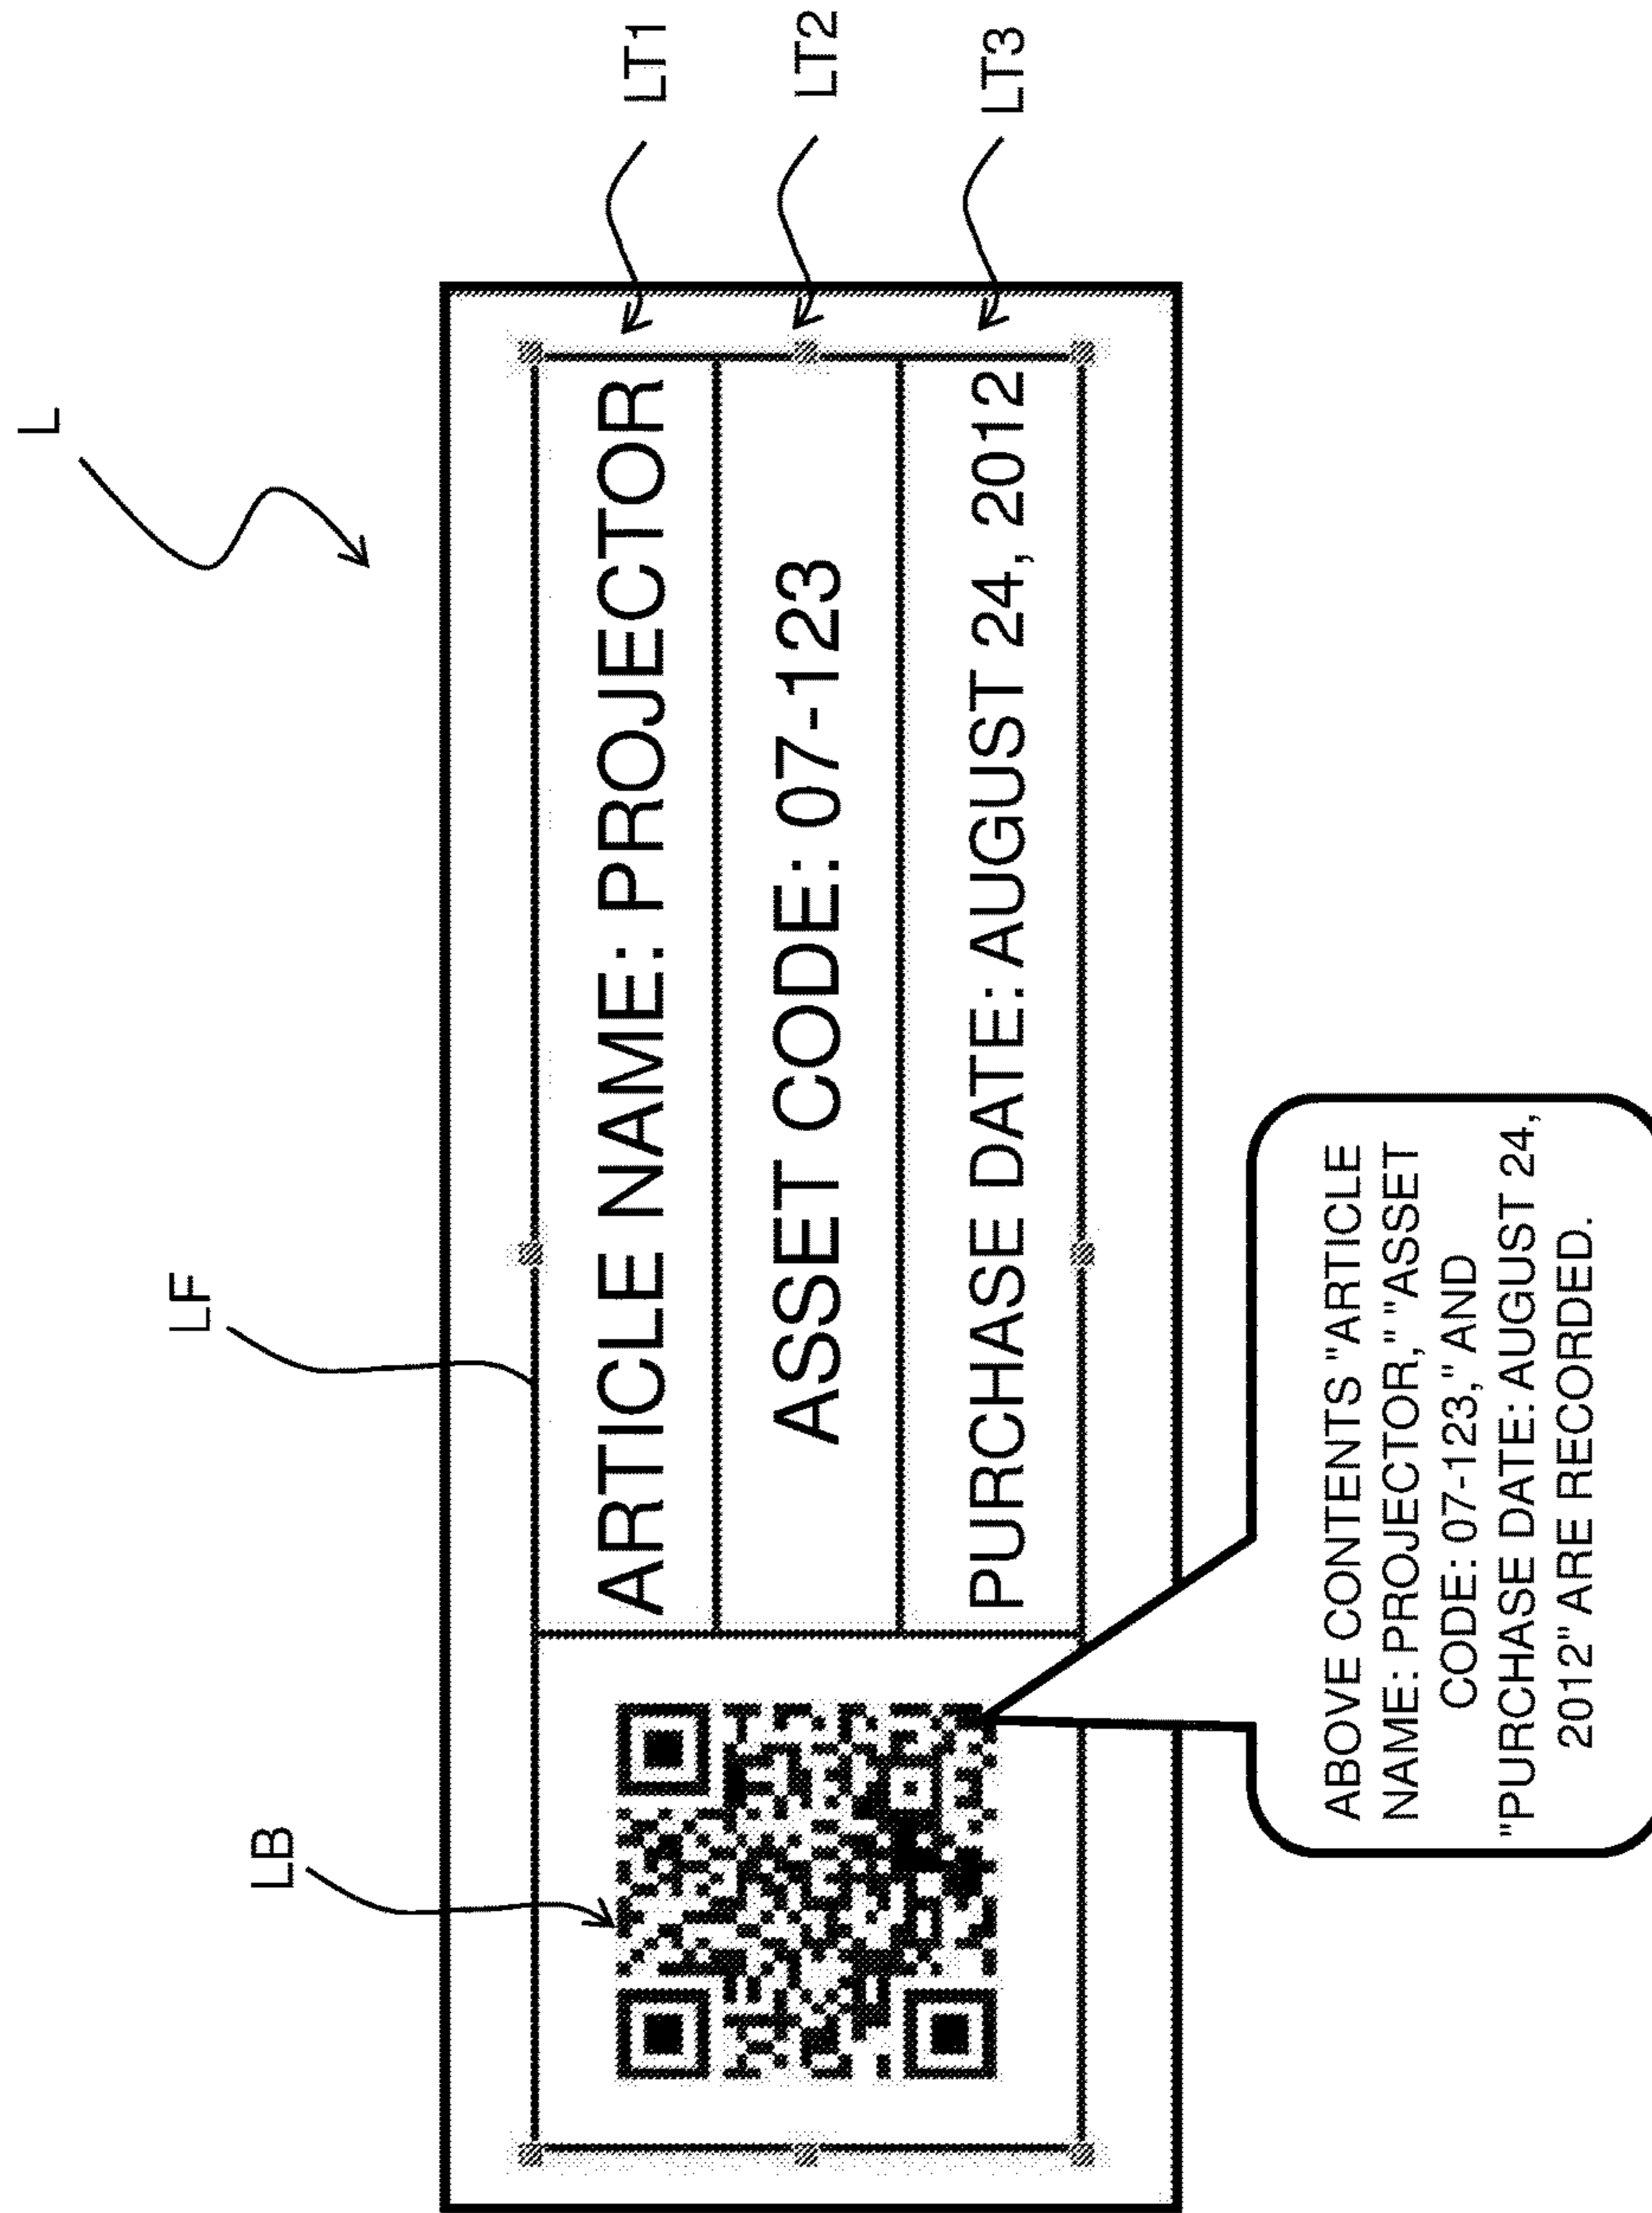 L
LF
LB
LT1
ARTICLE NAME: PROJECTOR
LT2
ASSET CODE: 07-123
LT3
PURCHASE DATE: AUGUST 24, 2012
ABOVE CONTENTS "ARTICLE
NAME: PROJECTOR," "ASSET
CODE: 07-123," AND
"PURCHASE DATE: AUGUST 24,
2012" ARE RECORDED.